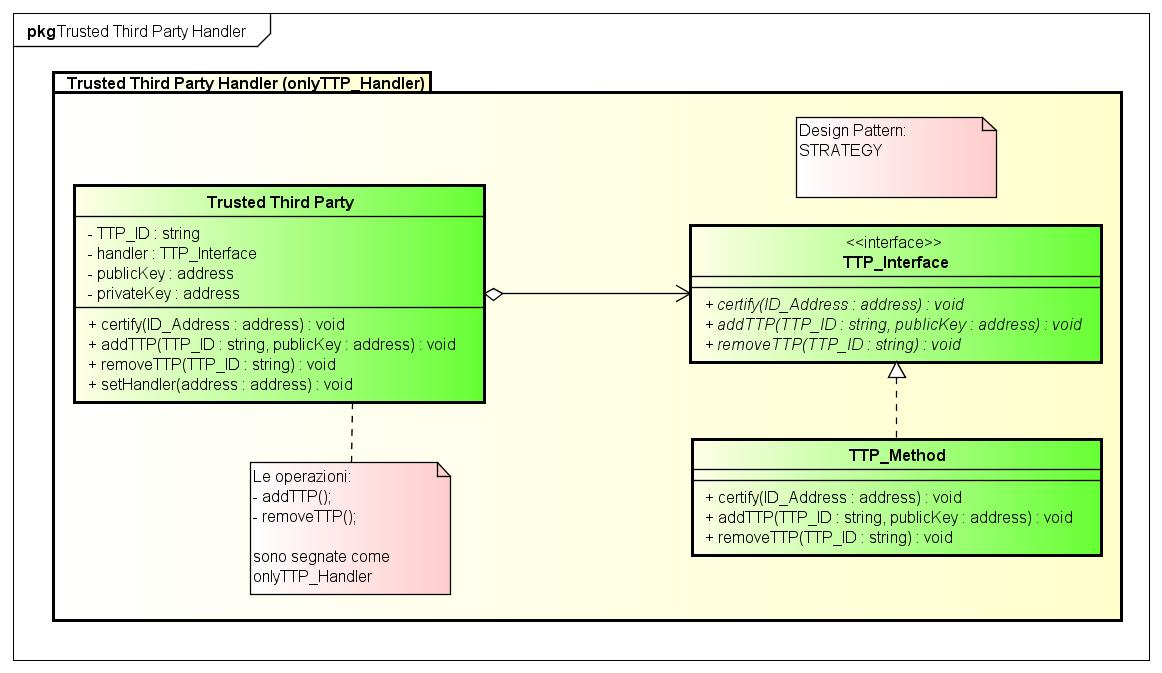 pkgTrusted Third Party Handler
Trusted Third Party Handler (onlyTTP_Handler)
Design Pattern:
STRATEGY
Trusted Third Party
- TTP_ID : string
- handler : TTP_Interface
- publicKey : address
- privateKey : address
+ certify(ID_Address : address) : void
+ addTTP(TTP_ID : string, publicKey : address) : void
+ removeTTP(TTP_ID : string) : void
+ setHandler(address : address) : void
<<interface>>
TTP_Interface
+ certify(ID_Address : address) : void
+ addTTP(TTP_ID : string, publicKey : address) : void
+ removeTTP(TTP_ID : string) : void
Le operazioni:
- addTTP();
- removeTTP();
sono segnate come
onlyTTP_Handler
TTP_Method
+ certify(ID_Address : address) : void
+ addTTP(TTP_ID : string, publicKey : address) : void
+ removeTTP(TTP_ID : string) : void